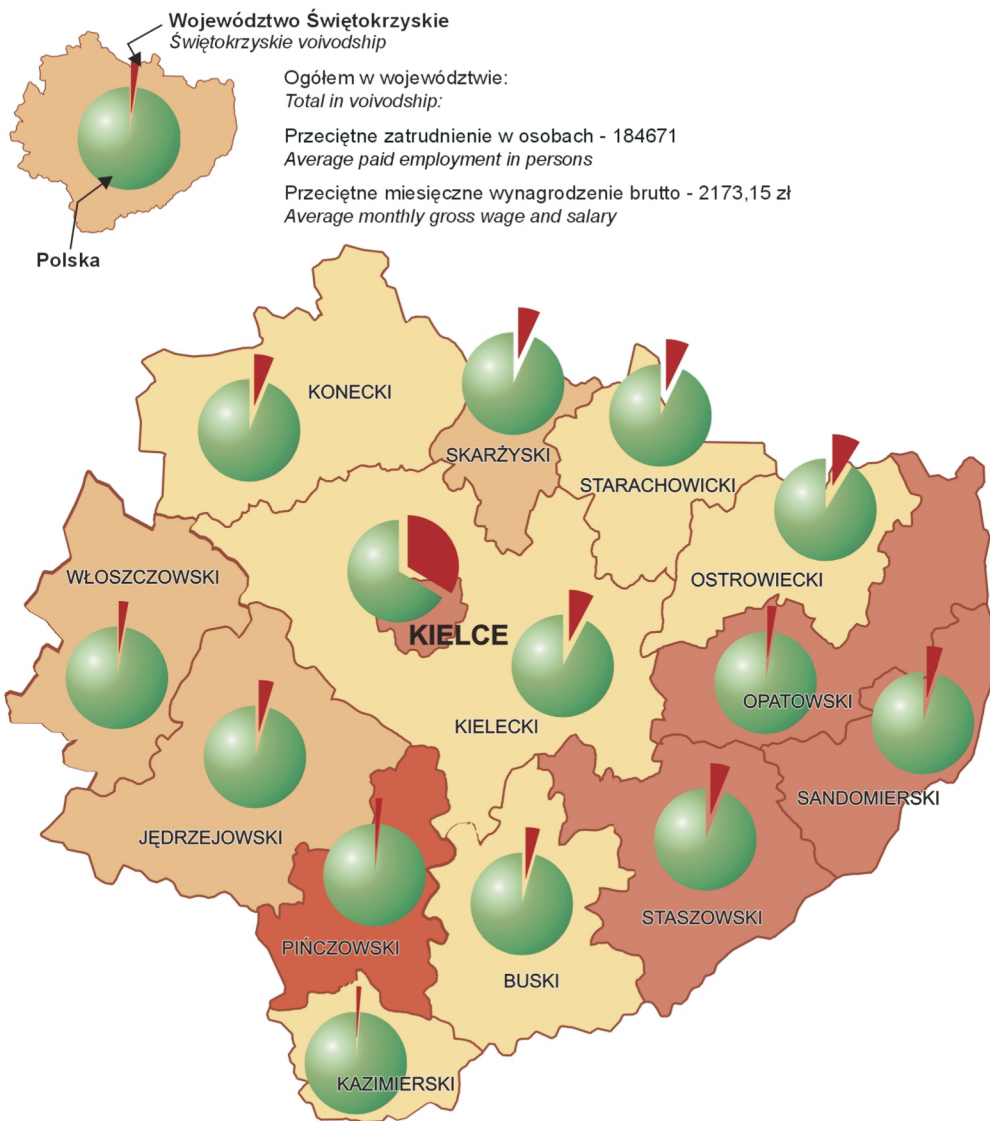 Województwo Świętokrzyskie
Świętokrzyskie voivodship
Ogółem w województwie:
Total in voivodship:
Przeciętne zatrudnienie w osobach - 184671
Average paid employment in persons
Przeciętne miesięczne wynagrodzenie brutto - 2173,15 zł
Average monthly gross wage and salary
Polska
KONECKI
SKARŻYSKI
STARACHOWICKI
OSTROWIECKI
WŁOSZCZOWSKI
KIELCE
OPATOWSKI
KIELECKI
SANDOMIERSKI
JĘDRZEJOWSKI
STASZOWSKI
PIŃCZOWSKI
BUSKI
KAZIMIERSKI